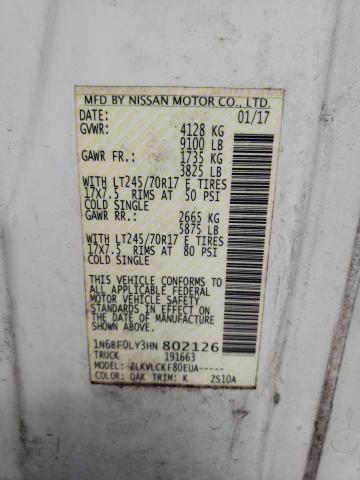 MFD BY NISSAN MOTOR CO., LTD.
DATE: 01/17
GVWR: 4128 KG
9100 LB
GAWR FR.: 1735 KG
3825 LB
WITH LT245/70R17 E TIRES
17X7.5 RIMS AT 50 PSI
COLD SINGLE
GAWR RR.: 2665 KG
5875 LB
WITH LT245/70R17 E TIRES
17X7.5 RIMS AT 80 PSI
COLD SINGLE
THIS VEHICLE CONFORMS TO
ALL APPLICABLE FEDERAL
MOTOR VEHICLE SAFETY
STANDARDS IN EFFECT ON THE
DATE OF MANUFACTURE SHOWN
ABOVE.
1N6BF0LY3HN 802126
TRUCK 191663
MODEL: ZLKVLCKF80EUA-----
COLOR: QAK TRIM: K ZS10A